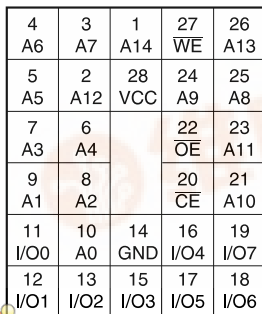 4 3 1 27 26
A6 A7 A14 WE A13
5 2 28 24 25
A5 A12 VCC A9 A8
7 6 22 23
A3 A4 OE A11
9 8 20 21
A1 A2 CE A10
11 10 14 16 19
I/O0 A0 GND I/O4 I/O7
12 13 15 17 18
I/O1 I/O2 I/O3 I/O5 I/O6